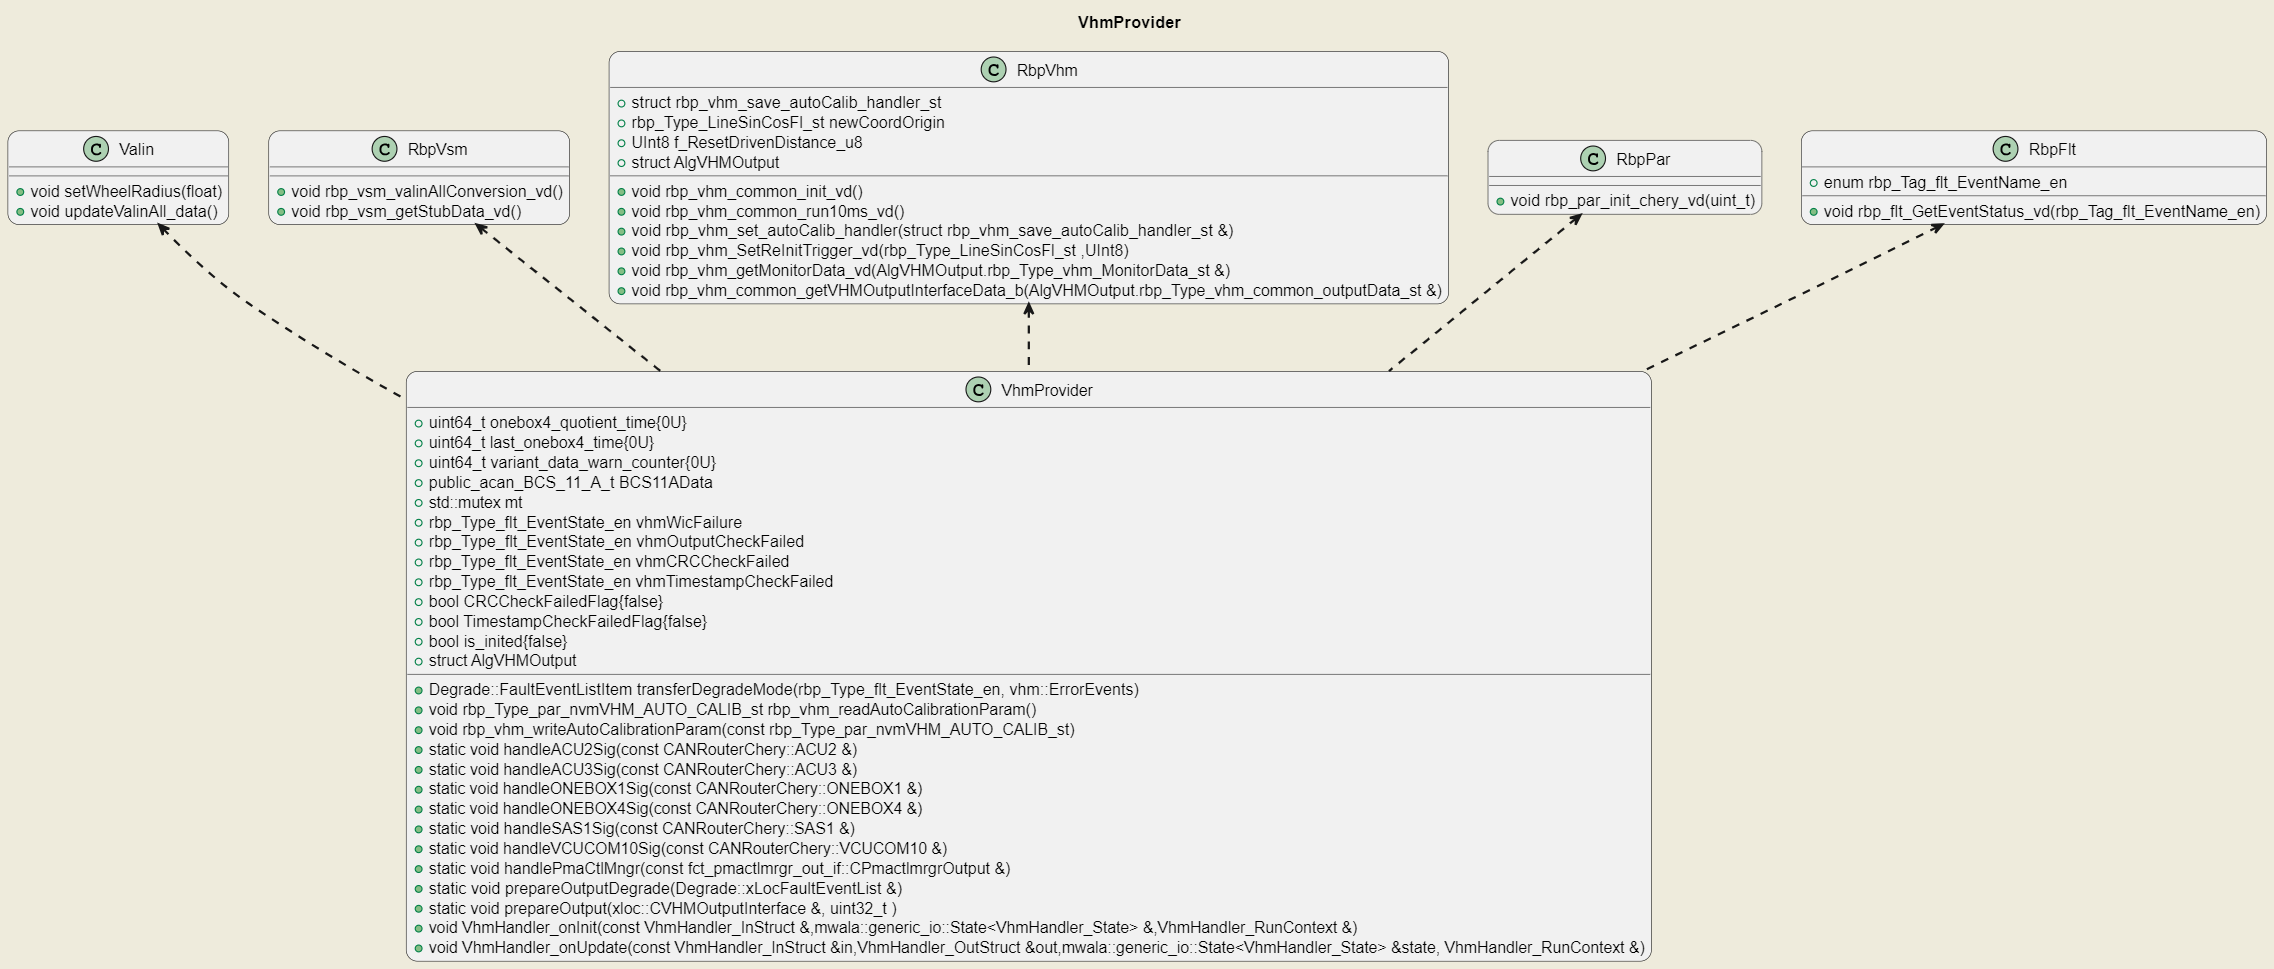 VhmProvider
C Valin
void setWheelRadius(float)
void updateValinAll_data()
C RbpVsm
void rbp_vsm_valinAllConversion_vd()
void rbp_vsm_getStubData_vd()
C RbpVhm
struct rbp_vhm_save_autoCalib_handler_st
rbp_Type_LineSinCosFl_st newCoordOrigin
UInt8 f_ResetDrivenDistance_u8
struct AlgVHMOutput
void rbp_vhm_common_init_vd()
void rbp_vhm_common_run10ms_vd()
void rbp_vhm_set_autoCalib_handler(struct rbp_vhm_save_autoCalib_handler_st &)
void rbp_vhm_SetReInitTrigger_vd(rbp_Type_LineSinCosFl_st ,UInt8)
void rbp_vhm_getMonitorData_vd(AlgVHMOutput.rbp_Type_vhm_MonitorData_st &)
void rbp_vhm_common_getVHMOutputInterfaceData_b(AlgVHMOutput.rbp_Type_vhm_common_outputData_st &)
C RbpPar
void rbp_par_init_chery_vd(uint_t)
C RbpFlt
enum rbp_Tag_flt_EventName_en
void rbp_flt_GetEventStatus_vd(rbp_Tag_flt_EventName_en)
C VhmProvider
uint64_t onebox4_quotient_time{0U}
uint64_t last_onebox4_time{0U}
uint64_t variant_data_warn_counter{0U}
public_acan_BCS_11_A_t BCS11AData
std::mutex mt
rbp_Type_flt_EventState_en vhmWicFailure
rbp_Type_flt_EventState_en vhmOutputCheckFailed
rbp_Type_flt_EventState_en vhmCRCCheckFailed
rbp_Type_flt_EventState_en vhmTimestampCheckFailed
bool CRCCheckFailedFlag{false}
bool TimestampCheckFailedFlag{false}
bool is_inited{false}
struct AlgVHMOutput
Degrade::FaultEventListItem transferDegradeMode(rbp_Type_flt_EventState_en, vhm::ErrorEvents)
void rbp_Type_par_nvmVHM_AUTO_CALIB_st rbp_vhm_readAutoCalibrationParam()
void rbp_vhm_writeAutoCalibrationParam(const rbp_Type_par_nvmVHM_AUTO_CALIB_st)
static void handleACU2Sig(const CANRouterChery::ACU2 &)
static void handleACU3Sig(const CANRouterChery::ACU3 &)
static void handleONEBOX1Sig(const CANRouterChery::ONEBOX1 &)
static void handleONEBOX4Sig(const CANRouterChery::ONEBOX4 &)
static void handleSAS1Sig(const CANRouterChery::SAS1 &)
static void handleVCUCOM10Sig(const CANRouterChery::VCUCOM10 &)
static void handlePmaCtlMngr(const fct_pmactlmrgr_out_if::CPmactlmrgrOutput &)
static void prepareOutputDegrade(Degrade::xLocFaultEventList &)
static void prepareOutput(xloc::CVHMOutputInterface &, uint32_t )
void VhmHandler_onInit(const VhmHandler_InStruct &,mwala::generic_io::State<VhmHandler_State> &,VhmHandler_RunContext &)
void VhmHandler_onUpdate(const VhmHandler_InStruct &in,VhmHandler_OutStruct &out,mwala::generic_io::State<VhmHandler_State> &state, VhmHandler_RunContext &)